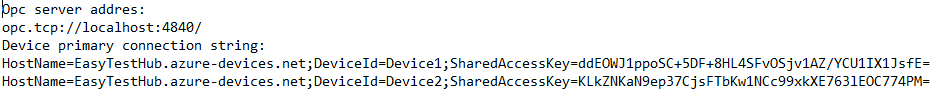 Opc server addres:
opc.tcp://localhost:4840/
Device primary connection string:
HostName=EasyTestHub.azure-devices.net;DeviceId=Device1;SharedAccessKey=ddEOWJ1ppoSC+5DF+8HL4SFvOSjv1AZ/YCU1IX1JsfE=
HostName=EasyTestHub.azure-devices.net;DeviceId=Device2;SharedAccessKey=KLkZNKaN9ep37CjsFTbKw1NCc99xkXE763lEOC774PM=